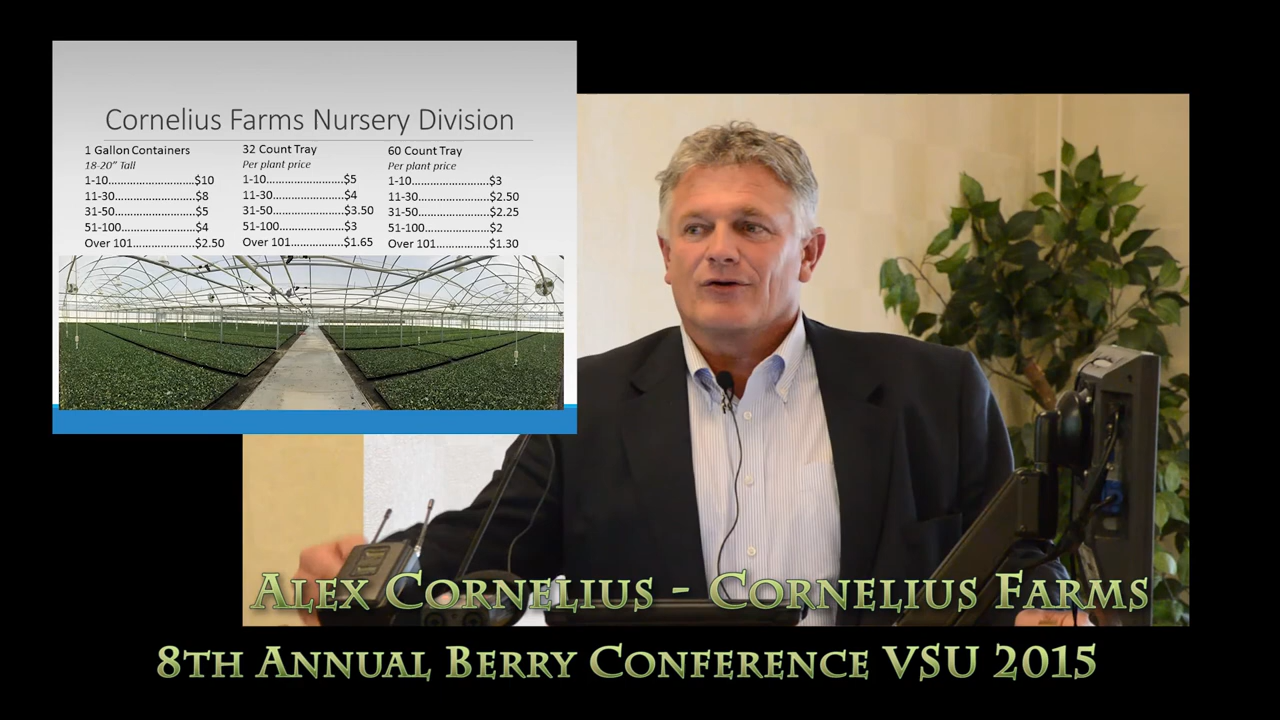 Cornelius Farms Nursery Division
1 Gallon Containers
18-20" Tall
1-10..............................$10
11-30............................$8
31-50............................$5
51-100..........................$4
Over 101......................$2.50
32 Count Tray
Per plant price
1-10..........................$5
11-30........................$4
31-50........................$3.50
51-100......................$3
Over 101.................$1.65
60 Count Tray
Per plant price
1-10..........................$3
11-30........................$2.50
31-50........................$2.25
51-100......................$2
Over 101..................$1.30
Alex Cornelius - Cornelius Farms
8th Annual Berry Conference VSU 2015